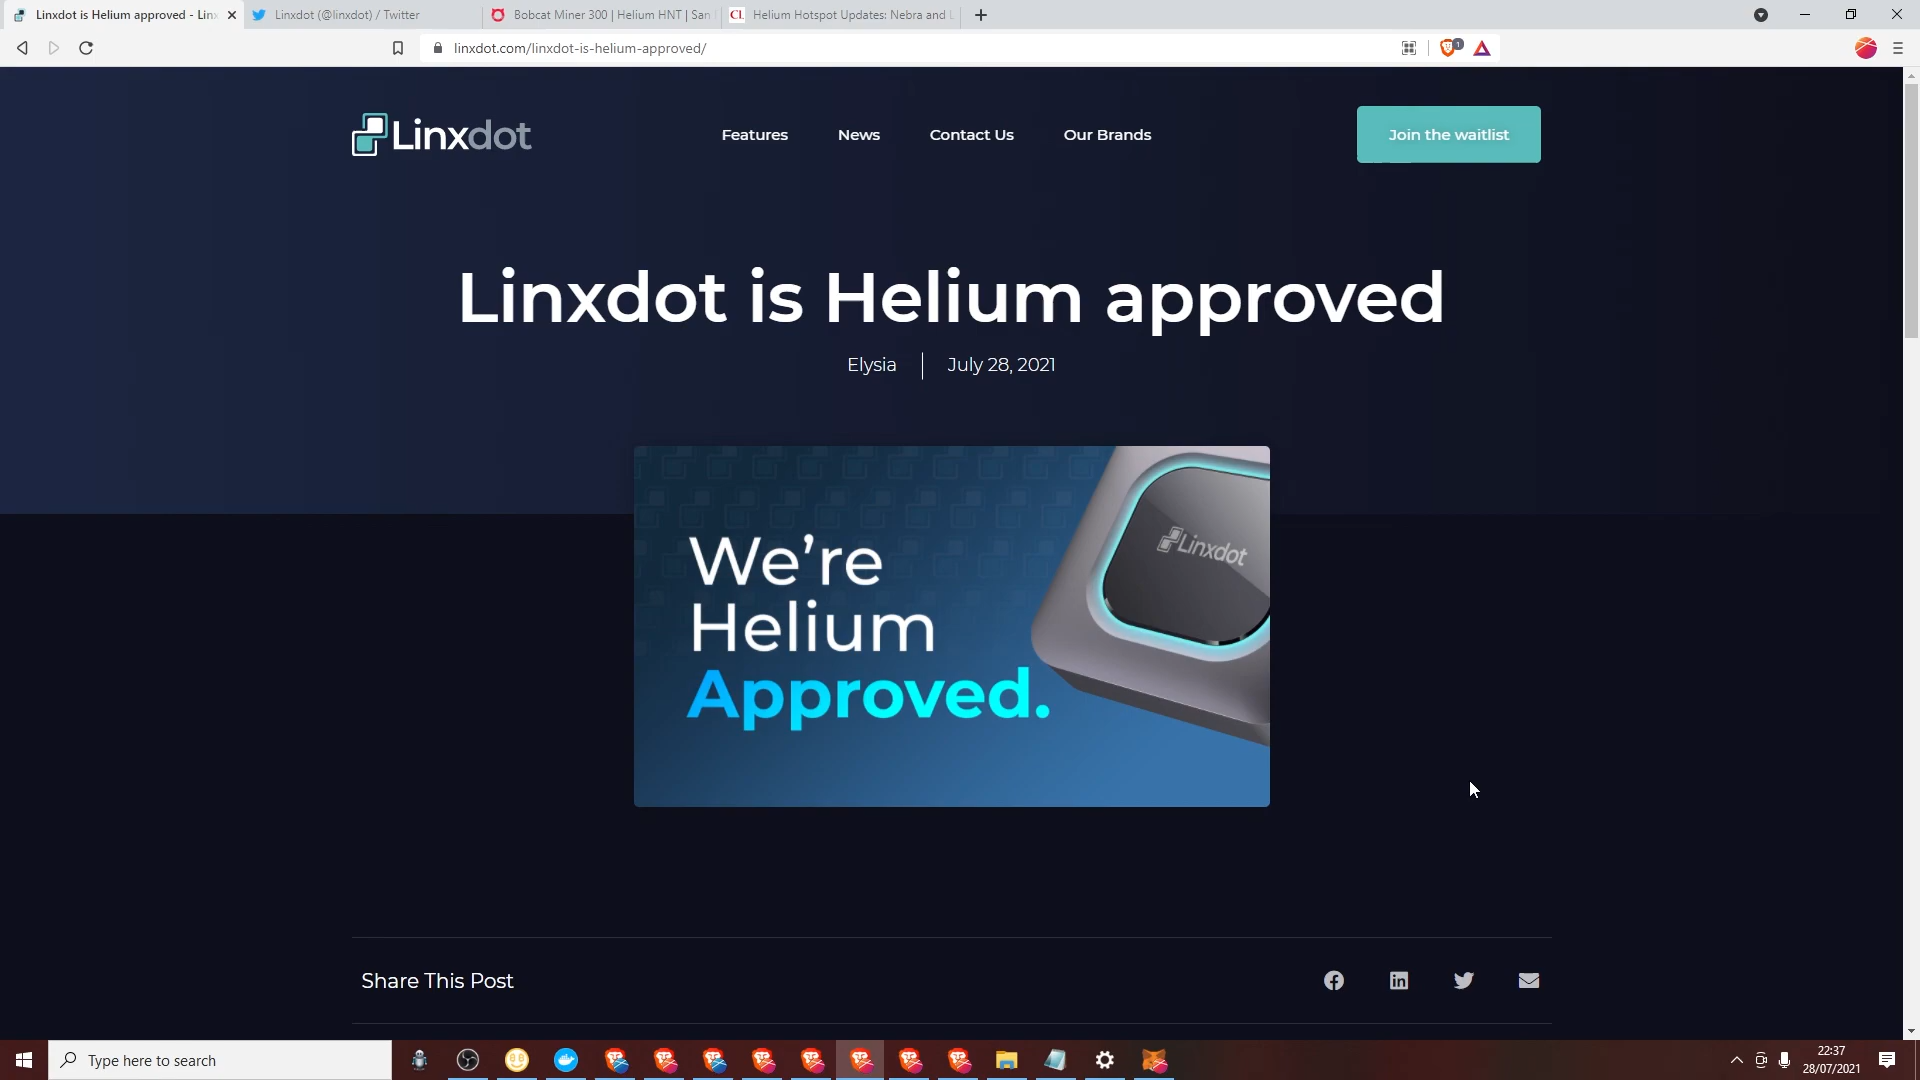 Linxdot is Helium approved - Linx
Linxdot (@linxdot) / Twitter
Bobcat Miner 300 | Helium HNT | San
CL Helium Hotspot Updates: Nebra and L
linxdot.com/linxdot-is-helium-approved/
1
Linxdot
Features
News
Contact Us
Our Brands
Join the waitlist
Linxdot is Helium approved
Elysia
July 28, 2021
We're
Helium
Approved.
Linxdot
Share This Post
Type here to search
22:37
28/07/2021